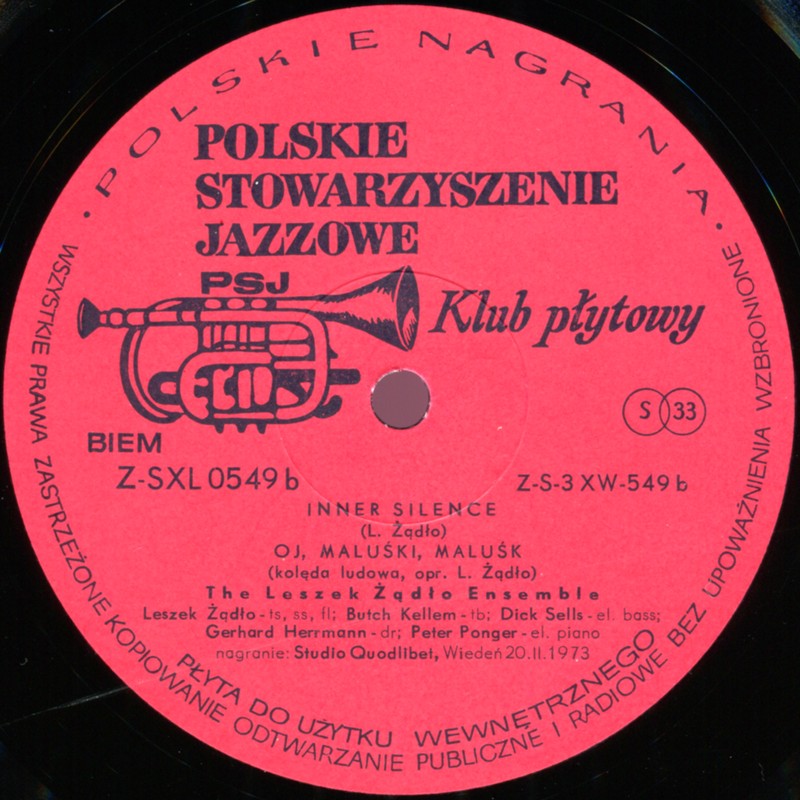 • POLSKIE NAGRANIA •
POLSKIE
STOWARZYSZENIE
JAZZOWE
PSJ
Klub płytowy
S 33
BIEM
Z-SXL 0549 b
Z-S-3 XW-549 b
INNER SILENCE
(L. Żądło)
OJ, MALUŚKI, MALUŚK
(kolęda ludowa, opr. L. Żądło)
The Leszek Żądło Ensemble
Leszek Żądło - ts, ss, fl; Butch Kellem - tb; Dick Sells - el. bass;
Gerhard Herrmann - dr; Peter Ponger - el. piano
nagranie: Studio Quodlibet, Wiedeń 20.II.1973
PŁYTA DO UŻYTKU WEWNĘTRZNEGO
WSZYSTKIE PRAWA ZASTRZEŻONE KOPIOWANIE ODTWARZANIE PUBLICZNE I RADIOWE BEZ UPOWAŻNIENIA WZBRONIONE